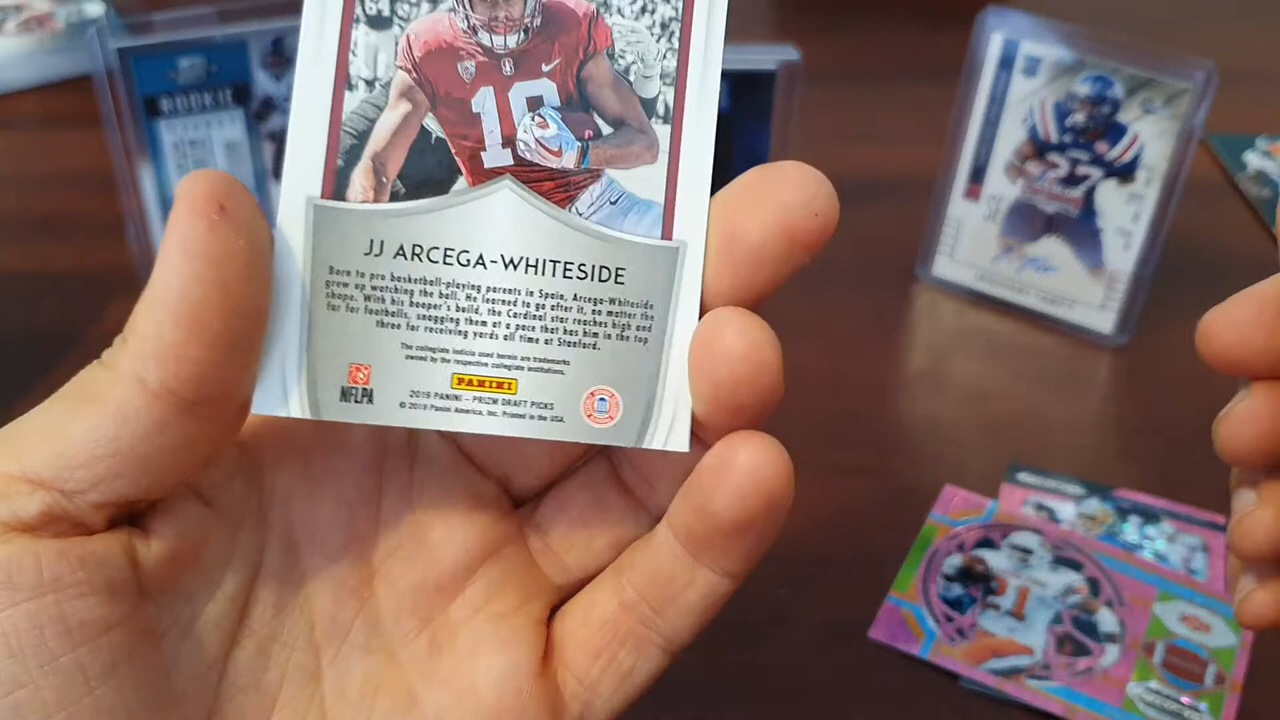 64
S
19
JJ ARCEGA-WHITESIDE
Born to pro basketball-playing parents in Spain, Arcega-Whiteside
grew up watching the ball. He learned to go after it, no matter the
shape. With his hooper's build, the Cardinal star reaches high and
far for footballs, snagging them at a pace that has him in the top
three for receiving yards all time at Stanford.
The collegiate indicia used herein are trademarks
owned by the respective collegiate institutions.
NFLPA
PANINI
2019 PANINI – PRIZM DRAFT PICKS
© 2019 Panini America, Inc. Printed in the USA.
ROOKIE
27
21